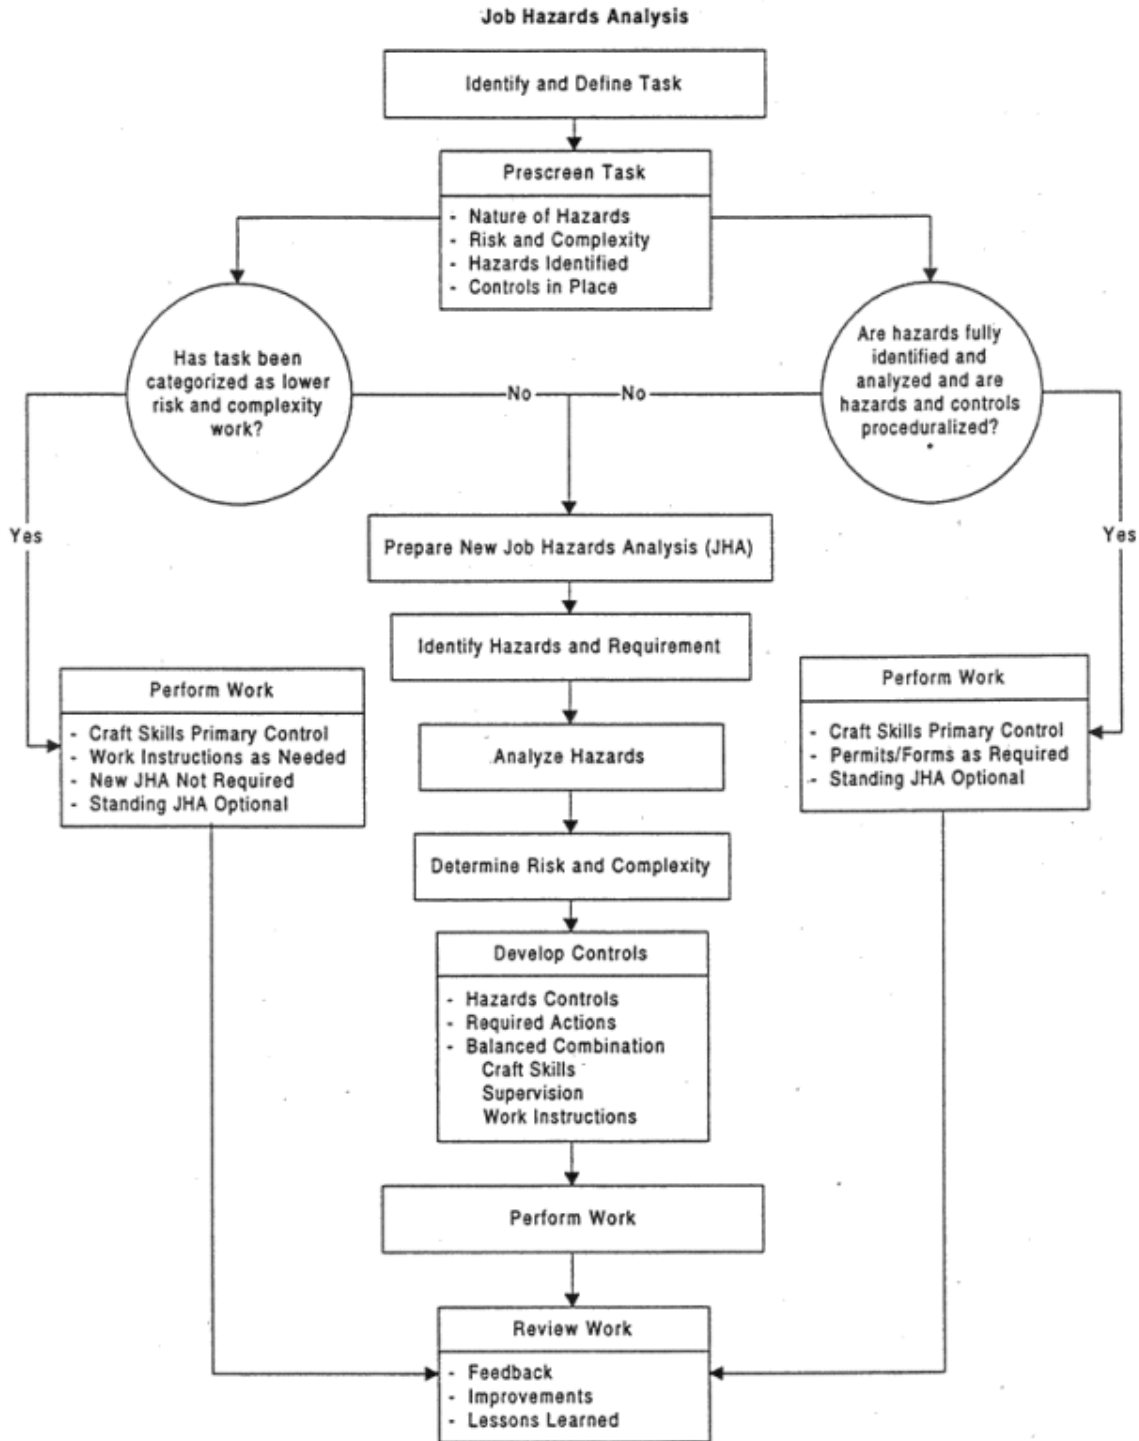 Job Hazards Analysis
Identify and Define Task
Prescreen Task
- Nature of Hazards
- Risk and Complexity
- Hazards Identified
- Controls in Place
Has task been
categorized as lower
risk and complexity
work?
Are hazards fully
identified and
analyzed and are
hazards and controls
proceduralized?
*
No
No
Yes
Yes
Prepare New Job Hazards Analysis (JHA)
Identify Hazards and Requirement
Analyze Hazards
Determine Risk and Complexity
Develop Controls
- Hazards Controls
- Required Actions
- Balanced Combination
Craft Skills
Supervision
Work Instructions
Perform Work
- Craft Skills Primary Control
- Work Instructions as Needed
- New JHA Not Required
- Standing JHA Optional
Perform Work
- Craft Skills Primary Control
- Permits/Forms as Required
- Standing JHA Optional
Perform Work
Review Work
- Feedback
- Improvements
- Lessons Learned